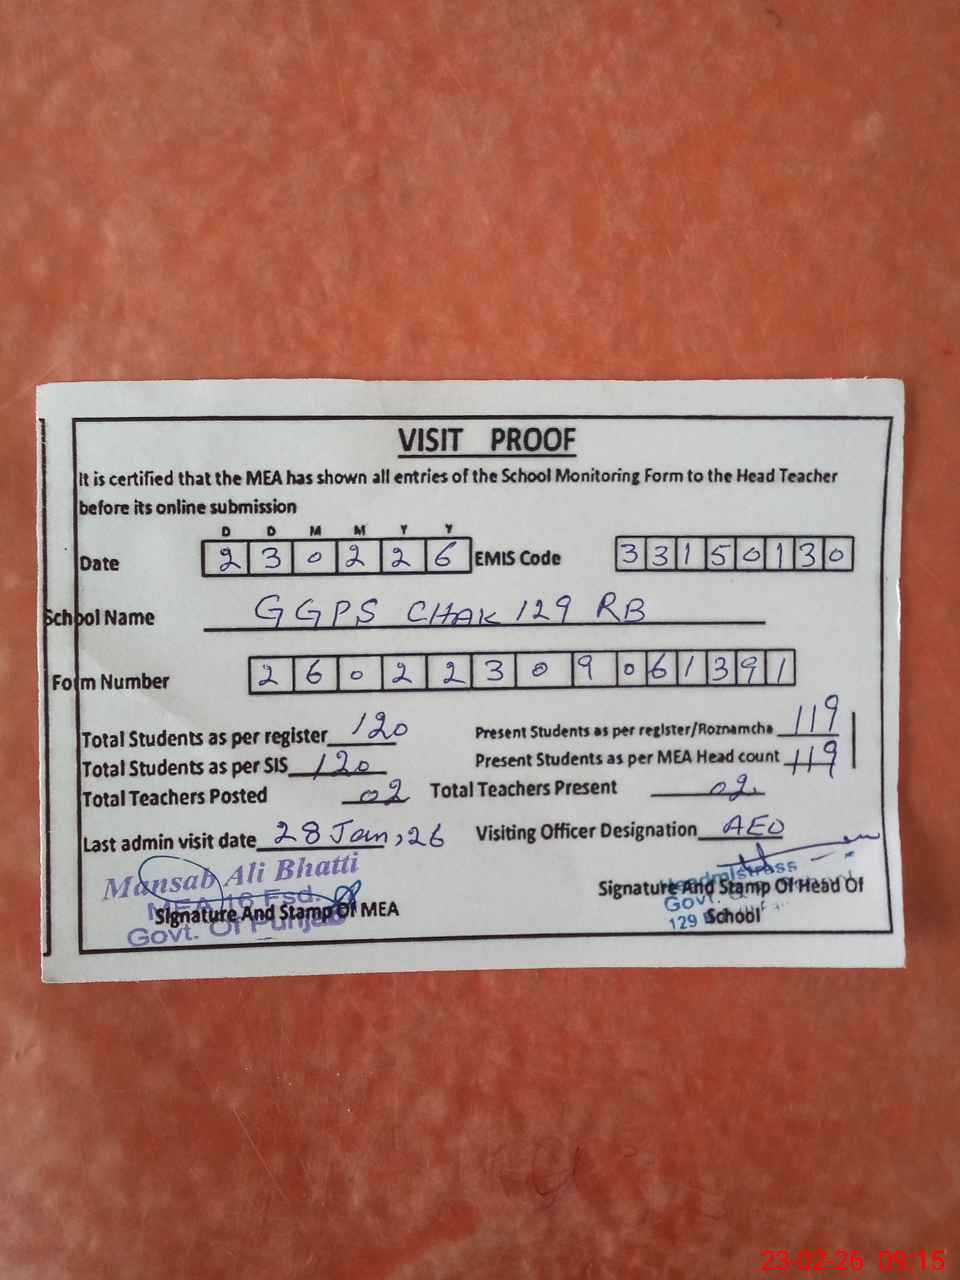 VISIT PROOF
It is certified that the MEA has shown all entries of the School Monitoring Form to the Head Teacher
before its online submission
D D M M Y Y
Date 2 3 0 2 2 6 EMIS Code 3 3 1 5 0 1 3 0
School Name GGPS CHAK 129 RB
Form Number 2 6 0 2 2 3 0 9 0 6 1 3 9 1
Total Students as per register 120 Present Students as per register/Roznamcha 119
Total Students as per SIS 120 Present Students as per MEA Head count 119
Total Teachers Posted 02 Total Teachers Present 02
Last admin visit date 28 Jan, 26 Visiting Officer Designation AEO
Mansab Ali Bhatti
MEA 16 Fsd.
Govt. Of Punjab
Signature And Stamp Of MEA
Headmistress
Govt.
129
Signature And Stamp Of Head Of
School
23-02-26 09:15